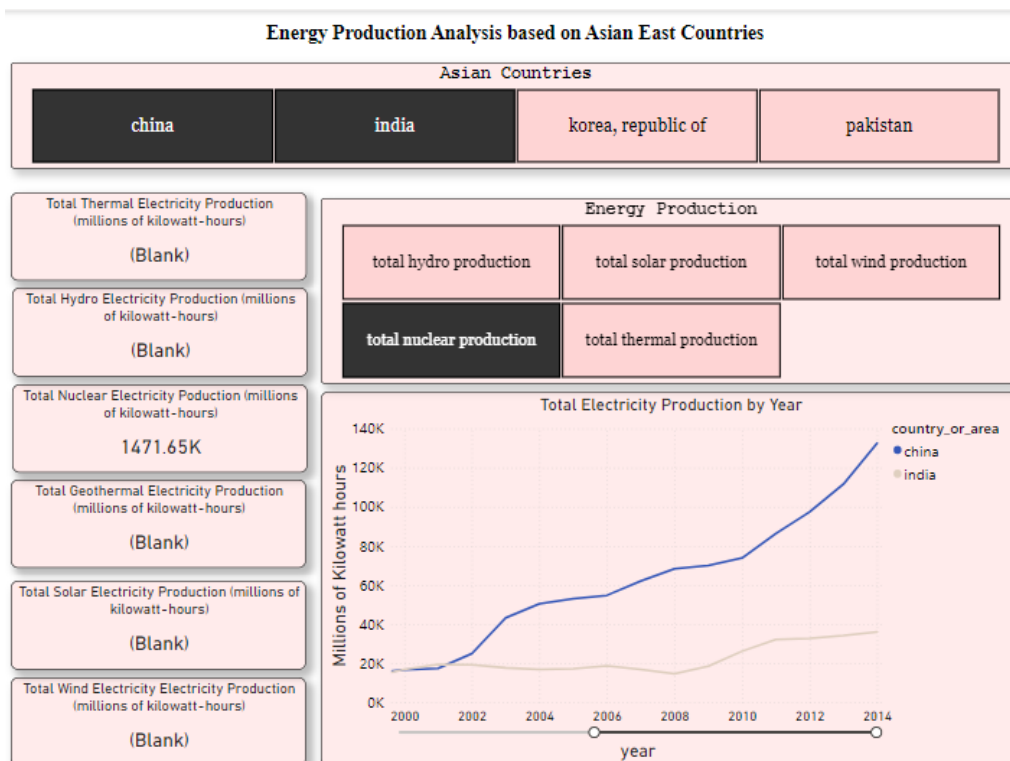 Energy Production Analysis based on Asian East Countries
Asian Countries
china
india
korea, republic of
pakistan
Total Thermal Electricity Production
(millions of kilowatt-hours)
(Blank)
Total Hydro Electricity Production (millions
of kilowatt-hours)
(Blank)
Total Nuclear Electricity Poduction (millions
of kilowatt-hours)
1471.65K
Total Geothermal Electricity Production
(millions of kilowatt-hours)
(Blank)
Total Solar Electricity Production (millions of
kilowatt-hours)
(Blank)
Total Wind Electricity Electricity Production
(millions of kilowatt-hours)
(Blank)
Energy Production
total hydro production
total solar production
total wind production
total nuclear production
total thermal production
Total Electricity Production by Year
Millions of Kilowatt hours
140K
120K
100K
80K
60K
40K
20K
0K
2000
2002
2004
2006
2008
2010
2012
2014
year
country_or_area
china
india